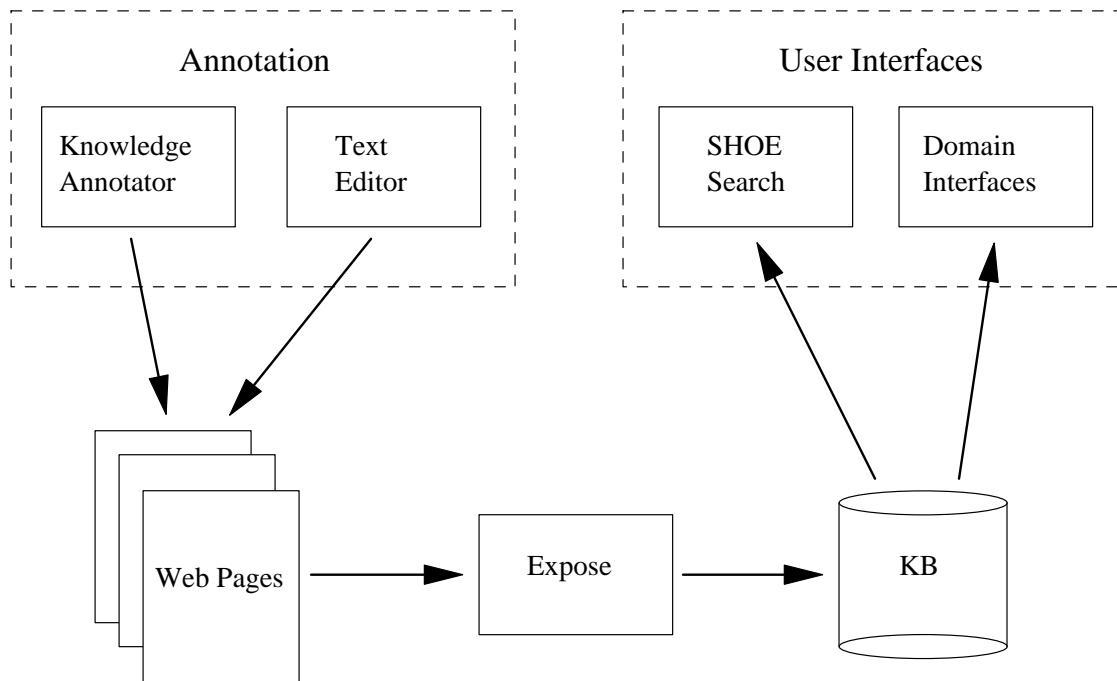 Annotation
Knowledge
Annotator
Text
Editor
User Interfaces
SHOE
Search
Domain
Interfaces
Web Pages
Expose
KB